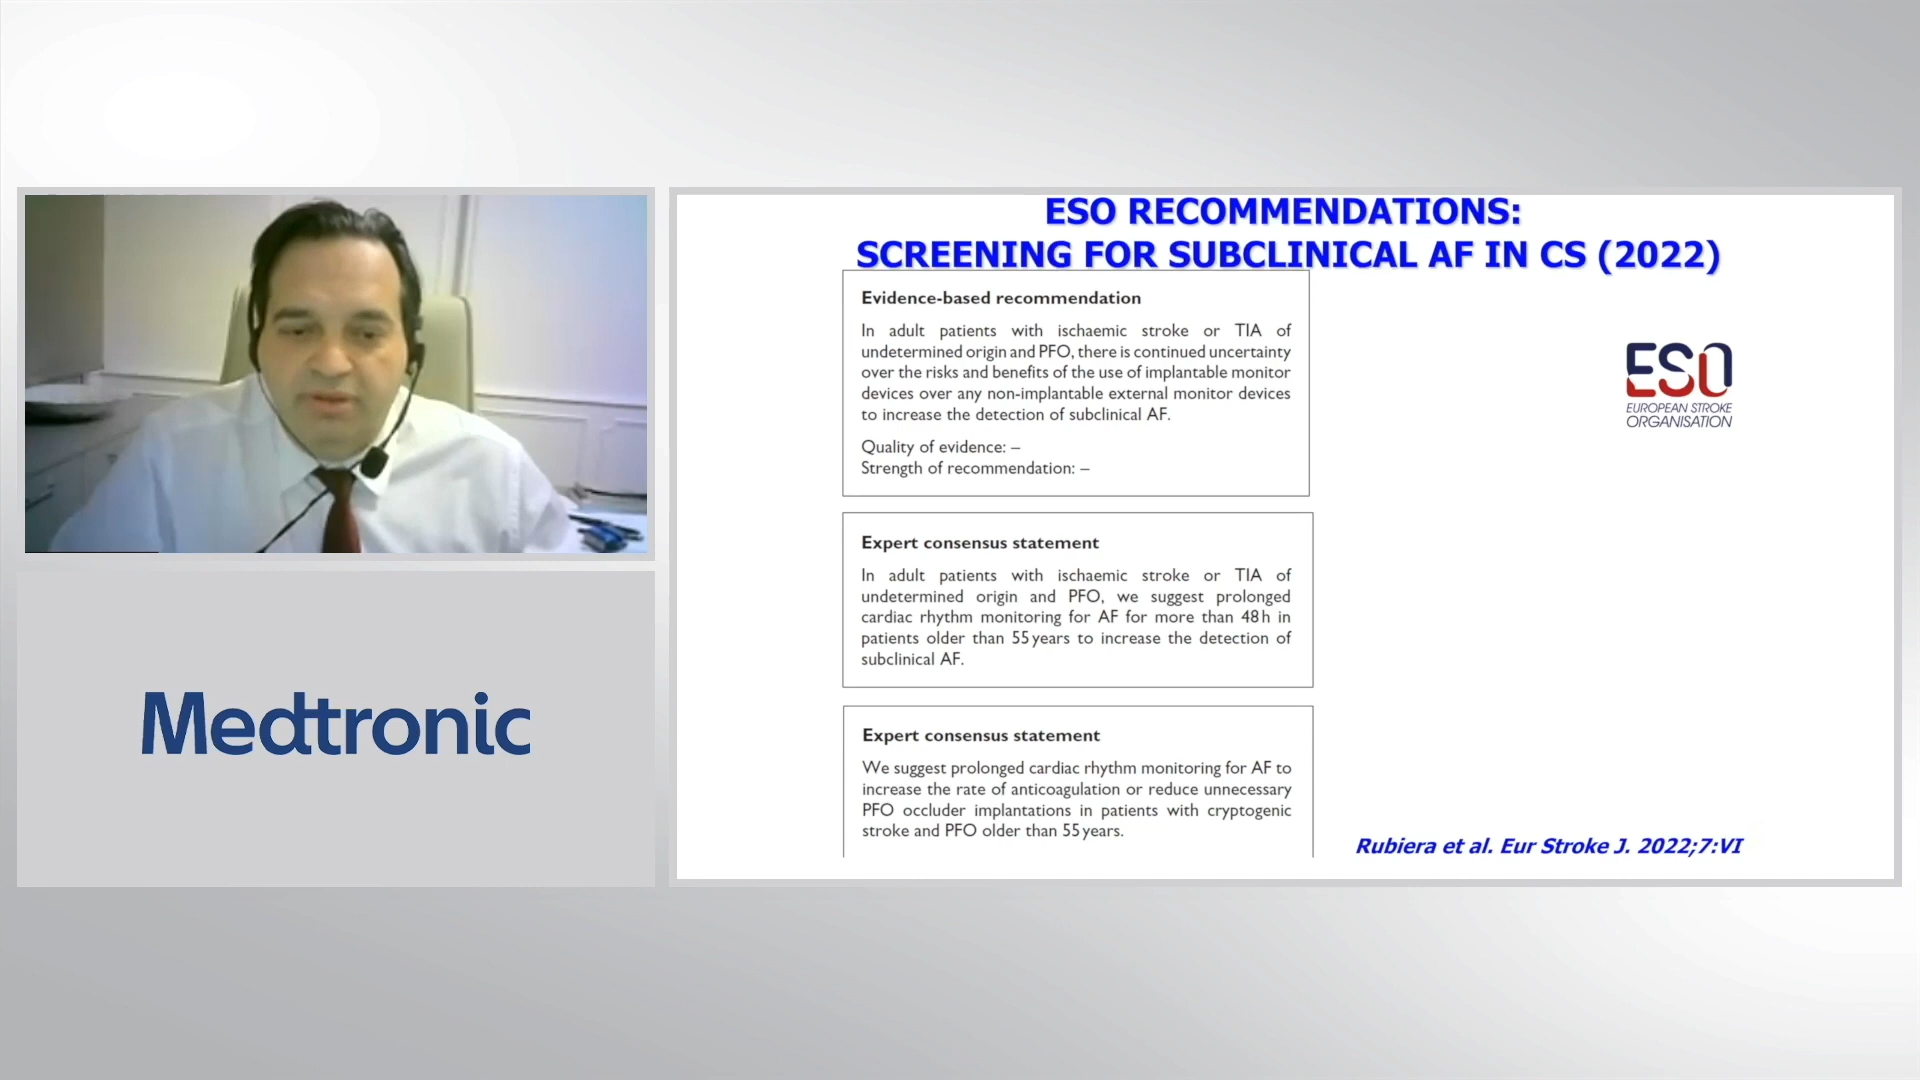 ESO RECOMMENDATIONS:
SCREENING FOR SUBCLINICAL AF IN CS (2022)
Evidence-based recommendation
In adult patients with ischaemic stroke or TIA of
undetermined origin and PFO, there is continued uncertainty
over the risks and benefits of the use of implantable monitor
devices over any non-implantable external monitor devices
to increase the detection of subclinical AF.
Quality of evidence: –
Strength of recommendation: –
ESO
EUROPEAN STROKE
ORGANISATION
Expert consensus statement
In adult patients with ischaemic stroke or TIA of
undetermined origin and PFO, we suggest prolonged
cardiac rhythm monitoring for AF for more than 48 h in
patients older than 55 years to increase the detection of
subclinical AF.
Expert consensus statement
We suggest prolonged cardiac rhythm monitoring for AF to
increase the rate of anticoagulation or reduce unnecessary
PFO occluder implantations in patients with cryptogenic
stroke and PFO older than 55 years.
Rubiera et al. Eur Stroke J. 2022;7:VI
Medtronic